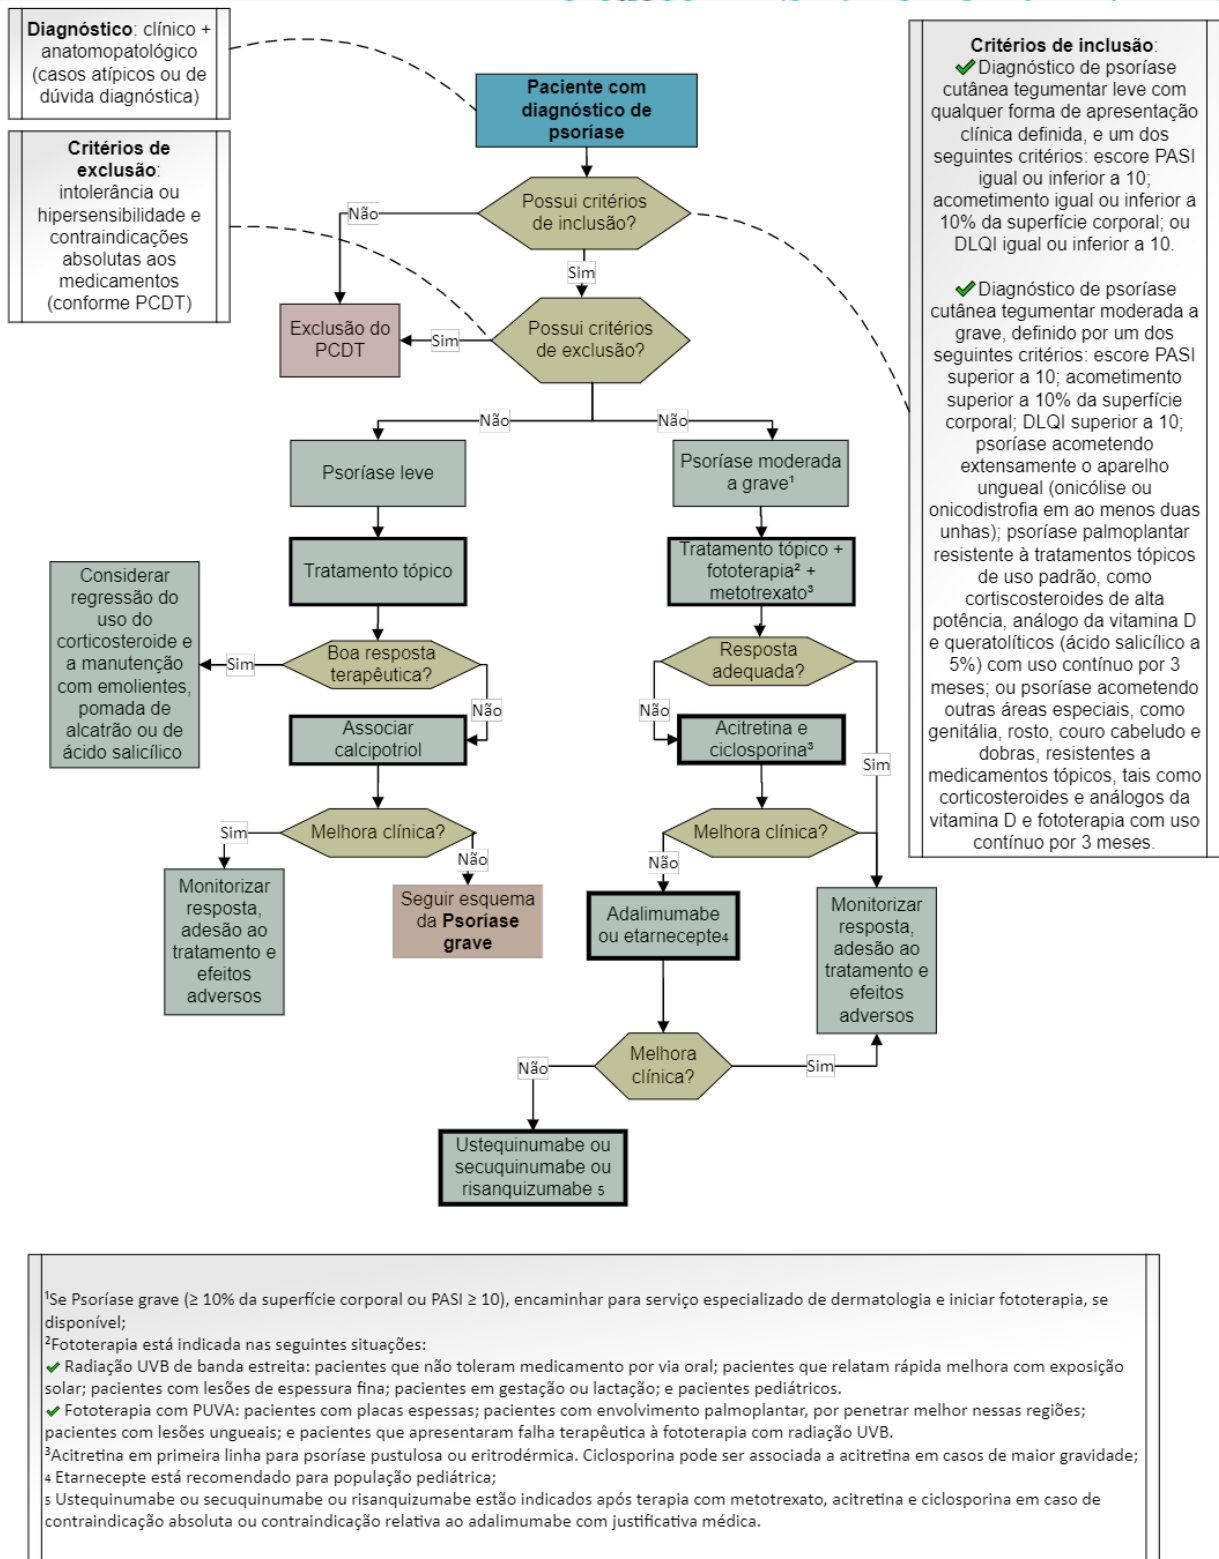 Diagnóstico: clínico +
anatomopatológico
(casos atípicos ou de
dúvida diagnóstica)
Critérios de
exclusão:
intolerância ou
hipersensibilidade e
contraindicações
absolutas aos
medicamentos
(conforme PCDT)
Paciente com
diagnóstico de
psoríase
Possui critérios
de inclusão?
Não
Sim
Exclusão do
PCDT
Sim
Possui critérios
de exclusão?
Não
Não
Psoríase leve
Psoríase moderada
a grave¹
Tratamento tópico
Tratamento tópico +
fototerapia² +
metotrexato³
Considerar
regressão do
uso do
corticosteroide e
a manutenção
com emolientes,
pomada de
alcatrão ou de
ácido salicílico
Sim
Boa resposta
terapêutica?
Não
Resposta
adequada?
Não
Sim
Associar
calcipotriol
Acitretina e
ciclosporina³
Sim
Melhora clínica?
Não
Melhora clínica?
Não
Monitorizar
resposta,
adesão ao
tratamento e
efeitos
adversos
Seguir esquema
da Psoríase
grave
Adalimumabe
ou etarnecepte4
Monitorizar
resposta,
adesão ao
tratamento e
efeitos
adversos
Não
Melhora
clínica?
Sim
Ustequinumabe ou
secuquinumabe ou
risanquizumabe 5
Critérios de inclusão:
✔ Diagnóstico de psoríase
cutânea tegumentar leve com
qualquer forma de apresentação
clínica definida, e um dos
seguintes critérios: escore PASI
igual ou inferior a 10;
acometimento igual ou inferior a
10% da superfície corporal; ou
DLQI igual ou inferior a 10.
✔ Diagnóstico de psoríase
cutânea tegumentar moderada a
grave, definido por um dos
seguintes critérios: escore PASI
superior a 10; acometimento
superior a 10% da superfície
corporal; DLQI superior a 10;
psoríase acometendo
extensamente o aparelho
ungueal (onicólise ou
onicodistrofia em ao menos duas
unhas); psoríase palmoplantar
resistente à tratamentos tópicos
de uso padrão, como
cortiscosteroides de alta
potência, análogo da vitamina D
e queratolíticos (ácido salicílico a
5%) com uso contínuo por 3
meses; ou psoríase acometendo
outras áreas especiais, como
genitália, rosto, couro cabeludo e
dobras, resistentes a
medicamentos tópicos, tais como
corticosteroides e análogos da
vitamina D e fototerapia com uso
contínuo por 3 meses.
¹Se Psoríase grave (≥ 10% da superfície corporal ou PASI ≥ 10), encaminhar para serviço especializado de dermatologia e iniciar fototerapia, se
disponível;
²Fototerapia está indicada nas seguintes situações:
✔ Radiação UVB de banda estreita: pacientes que não toleram medicamento por via oral; pacientes que relatam rápida melhora com exposição
solar; pacientes com lesões de espessura fina; pacientes em gestação ou lactação; e pacientes pediátricos.
✔ Fototerapia com PUVA: pacientes com placas espessas; pacientes com envolvimento palmoplantar, por penetrar melhor nessas regiões;
pacientes com lesões ungueais; e pacientes que apresentaram falha terapêutica à fototerapia com radiação UVB.
³Acitretina em primeira linha para psoríase pustulosa ou eritrodérmica. Ciclosporina pode ser associada a acitretina em casos de maior gravidade;
4 Etarnecepte está recomendado para população pediátrica;
5 Ustequinumabe ou secuquinumabe ou risanquizumabe estão indicados após terapia com metotrexato, acitretina e ciclosporina em caso de
contraindicação absoluta ou contraindicação relativa ao adalimumabe com justificativa médica.